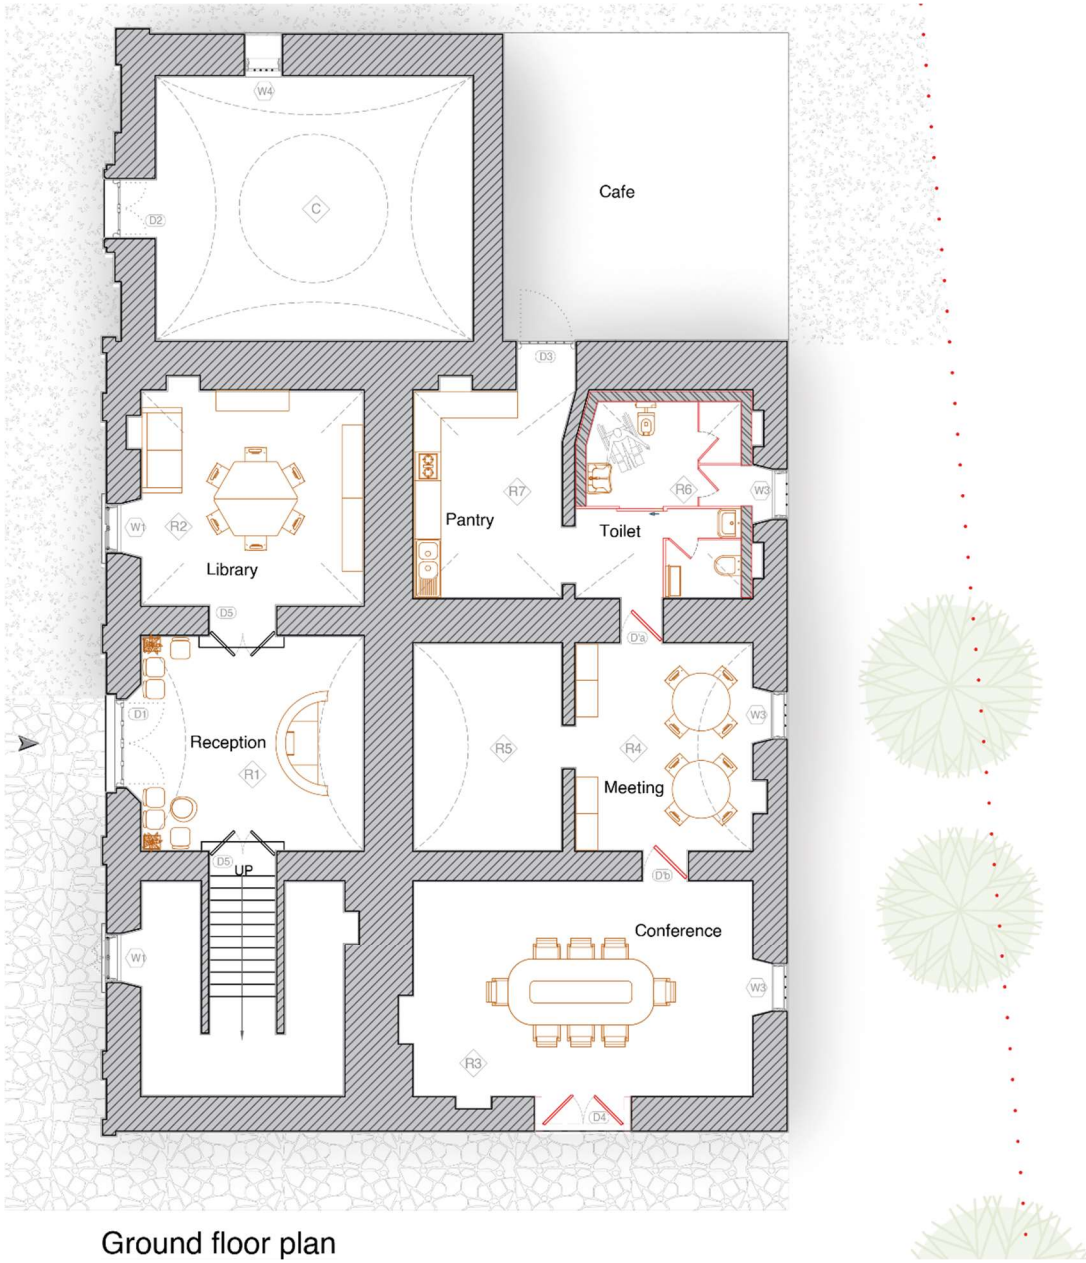 W4
Cafe
D2
C
D3
R7
R6
W3
Pantry
W1
R2
Toilet
Library
D5
D'a
D1
W3
Reception
R5
R4
R1
Meeting
D5
UP
D'b
Conference
W1
W3
R3
D4
Ground floor plan